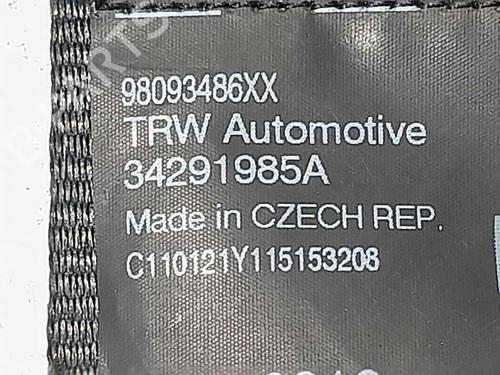 98093486XX
TRW Automotive
34291985A
Made in CZECH REP.
C110121Y115153208